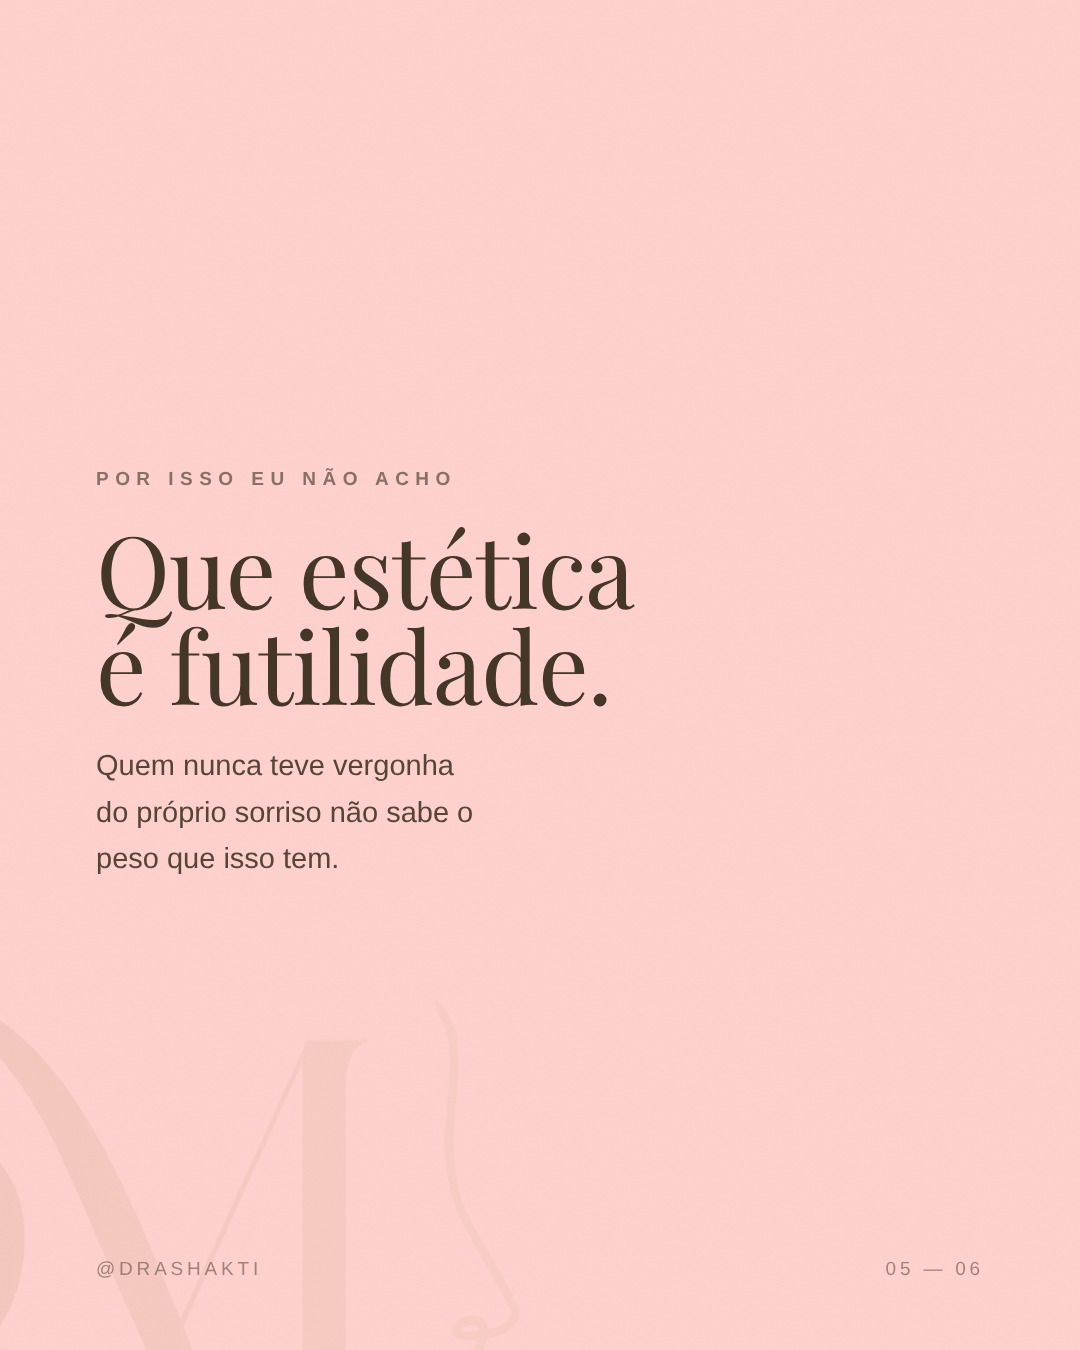 POR ISSO EU NÃO ACHO
Que estética
é futilidade.
Quem nunca teve vergonha
do próprio sorriso não sabe o
peso que isso tem.
@DRASHAKTI
05 — 06